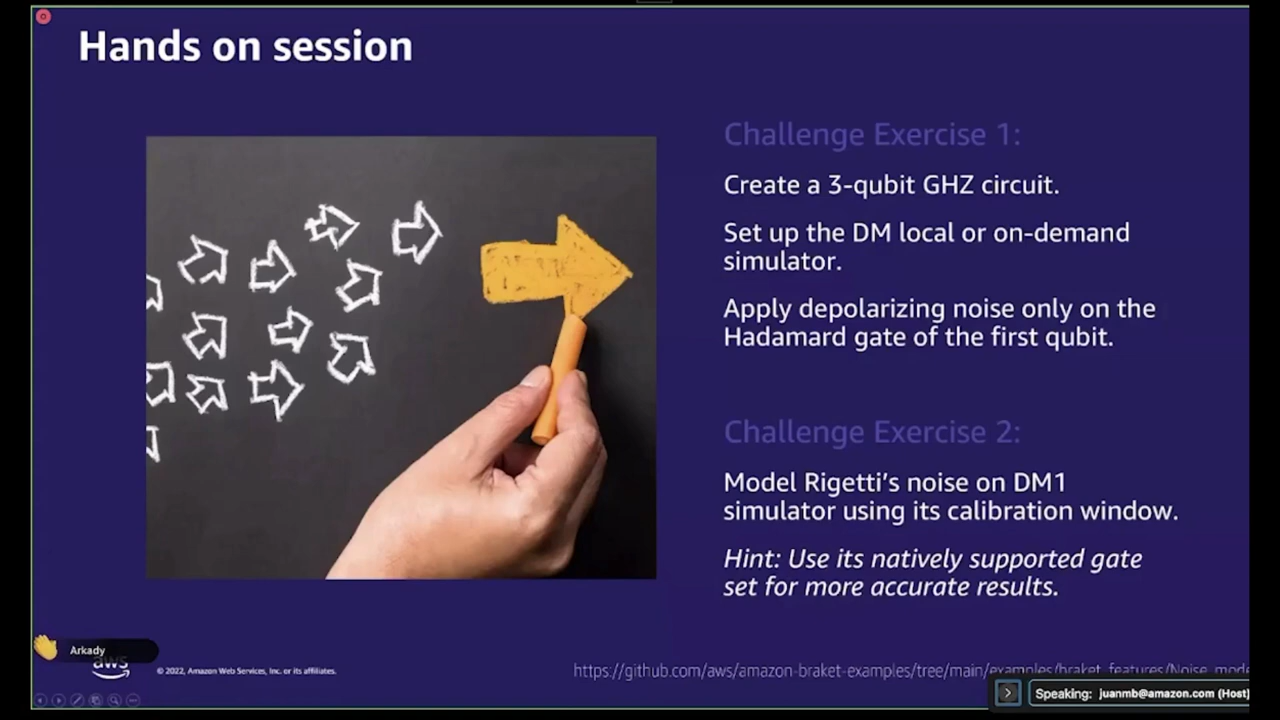 Hands on session
Challenge Exercise 1:
Create a 3-qubit GHZ circuit.
Set up the DM local or on-demand
simulator.
Apply depolarizing noise only on the
Hadamard gate of the first qubit.
Challenge Exercise 2:
Model Rigetti's noise on DM1
simulator using its calibration window.
Hint: Use its natively supported gate
set for more accurate results.
Arkady
aws
© 2022, Amazon Web Services, Inc. or its affiliates.
https://github.com/aws/amazon-braket-examples/tree/main/examples/braket_features/Noise_mode
Speaking: juanmb@amazon.com (Host)